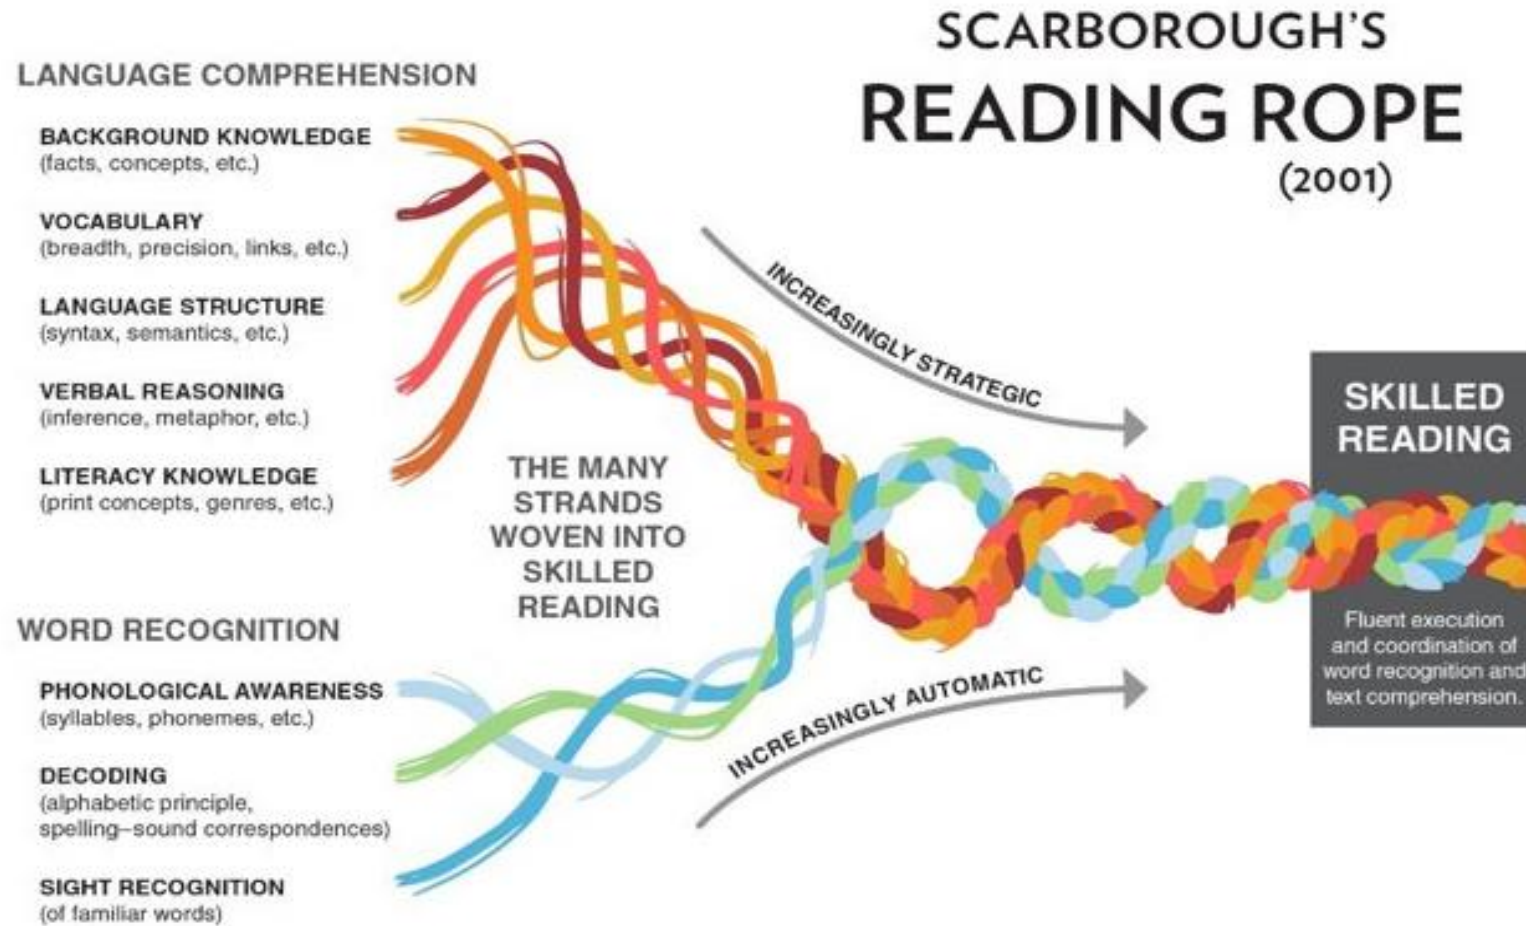 SCARBOROUGH'S
READING ROPE
(2001)
LANGUAGE COMPREHENSION
BACKGROUND KNOWLEDGE
(facts, concepts, etc.)
VOCABULARY
(breadth, precision, links, etc.)
LANGUAGE STRUCTURE
(syntax, semantics, etc.)
VERBAL REASONING
(inference, metaphor, etc.)
LITERACY KNOWLEDGE
(print concepts, genres, etc.)
WORD RECOGNITION
PHONOLOGICAL AWARENESS
(syllables, phonemes, etc.)
DECODING
(alphabetic principle,
spelling–sound correspondences)
SIGHT RECOGNITION
(of familiar words)
THE MANY
STRANDS
WOVEN INTO
SKILLED
READING
INCREASINGLY STRATEGIC
INCREASINGLY AUTOMATIC
SKILLED
READING
Fluent execution
and coordination of
word recognition and
text comprehension.